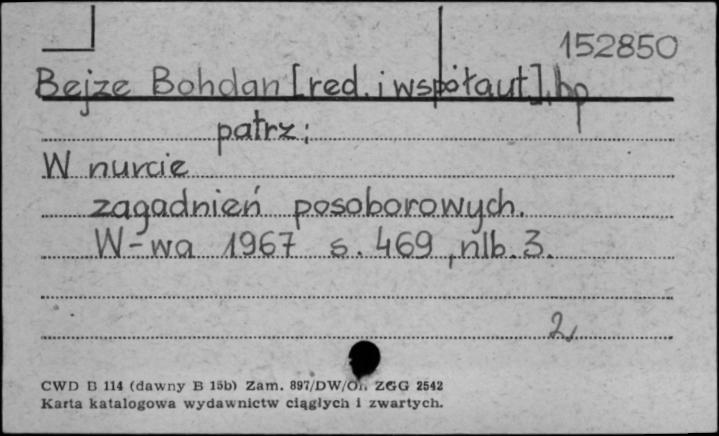 152850
Bejze Bohdan [red. i współaut.], bp
patrz:
W nurcie
zagadnień posoborowych.
W-wa 1967 s. 469, nlb. 3.
2
CWD B 114 (dawny B 15b) Zam. 897/DW/Ol. ZGG 2542
Karta katalogowa wydawnictw ciągłych i zwartych.